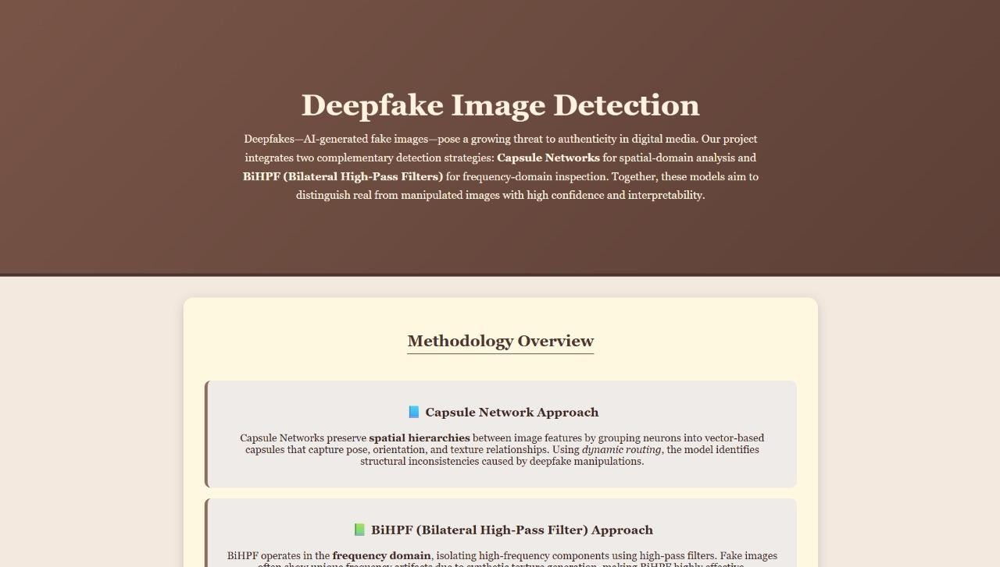 Deepfake Image Detection
Deepfakes—AI-generated fake images—pose a growing threat to authenticity in digital media. Our project
integrates two complementary detection strategies: Capsule Networks for spatial-domain analysis and
BiHPF (Bilateral High-Pass Filters) for frequency-domain inspection. Together, these models aim to
distinguish real from manipulated images with high confidence and interpretability.
Methodology Overview
📘 Capsule Network Approach
Capsule Networks preserve spatial hierarchies between image features by grouping neurons into vector-based
capsules that capture pose, orientation, and texture relationships. Using dynamic routing, the model identifies
structural inconsistencies caused by deepfake manipulations.
📗 BiHPF (Bilateral High-Pass Filter) Approach
BiHPF operates in the frequency domain, isolating high-frequency components using high-pass filters. Fake images
often show unique frequency artifacts due to synthetic texture generation, making BiHPF highly effective